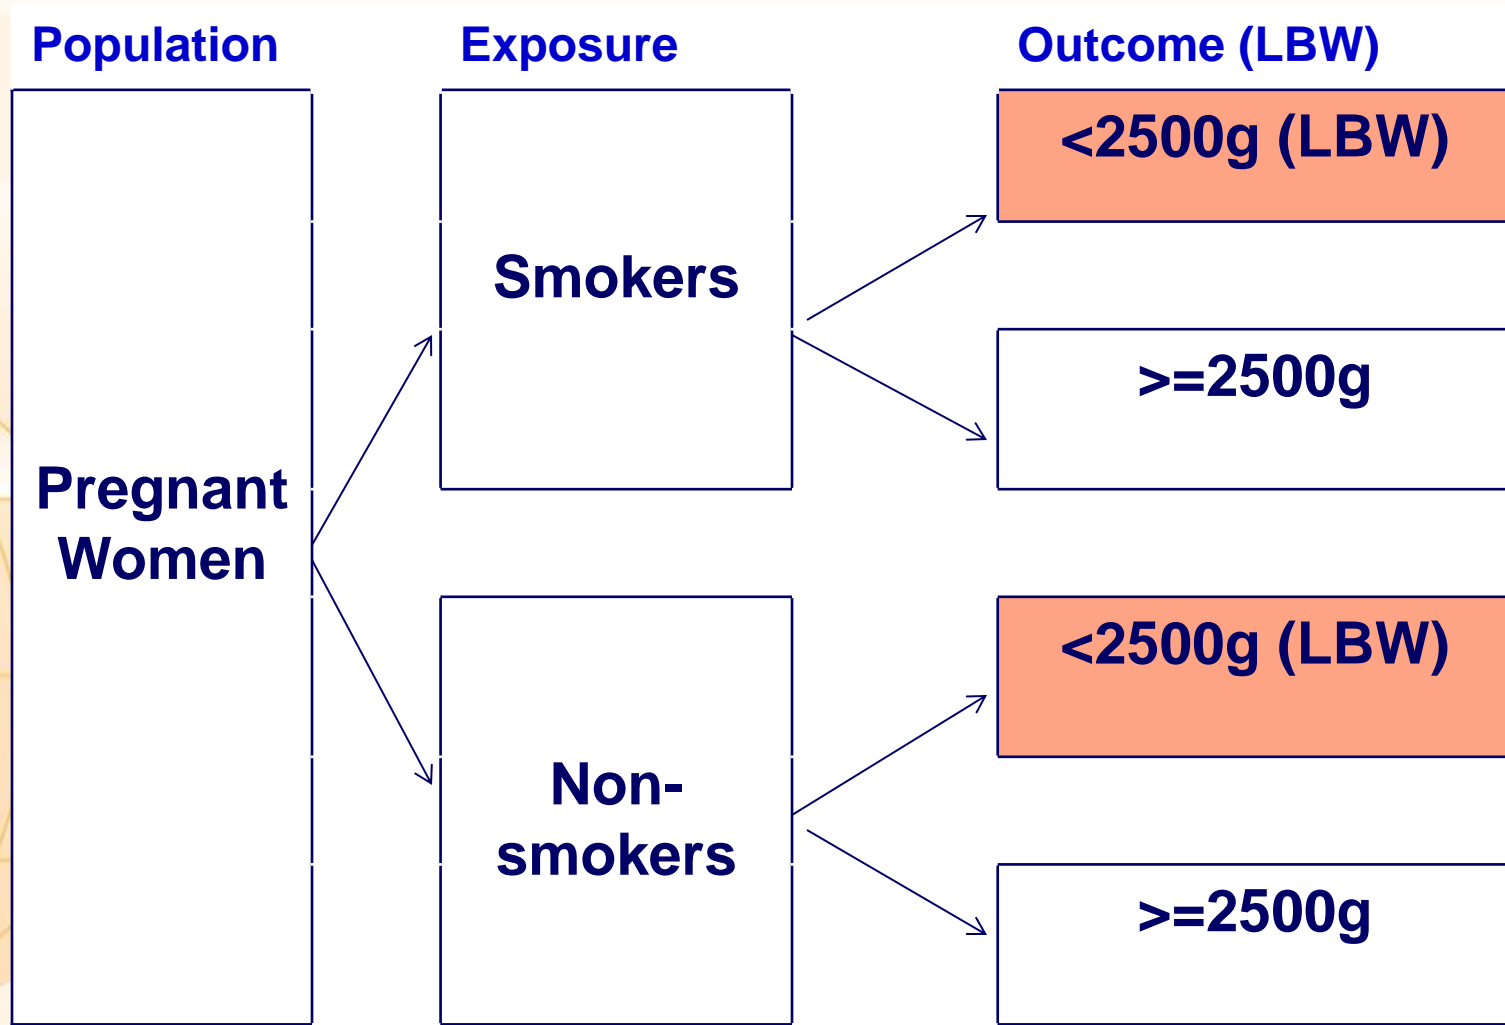 Population
Exposure
Outcome (LBW)
Pregnant
Women
Smokers
<2500g (LBW)
>=2500g
Non-
smokers
<2500g (LBW)
>=2500g